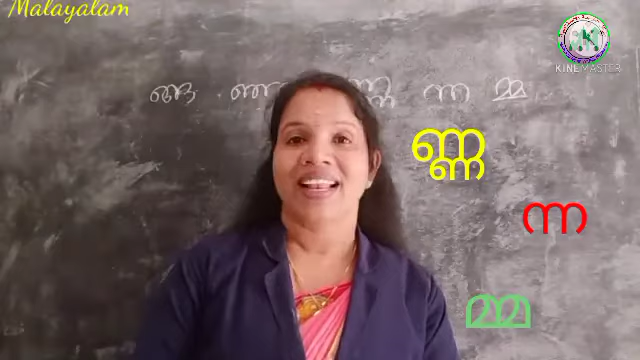 Malayalam
KINEMASTER
ങ്ങ ഞ്ഞ ണ്ണ ന്ന മ്മ
ണ്ണ
ന്ന
മ്മ